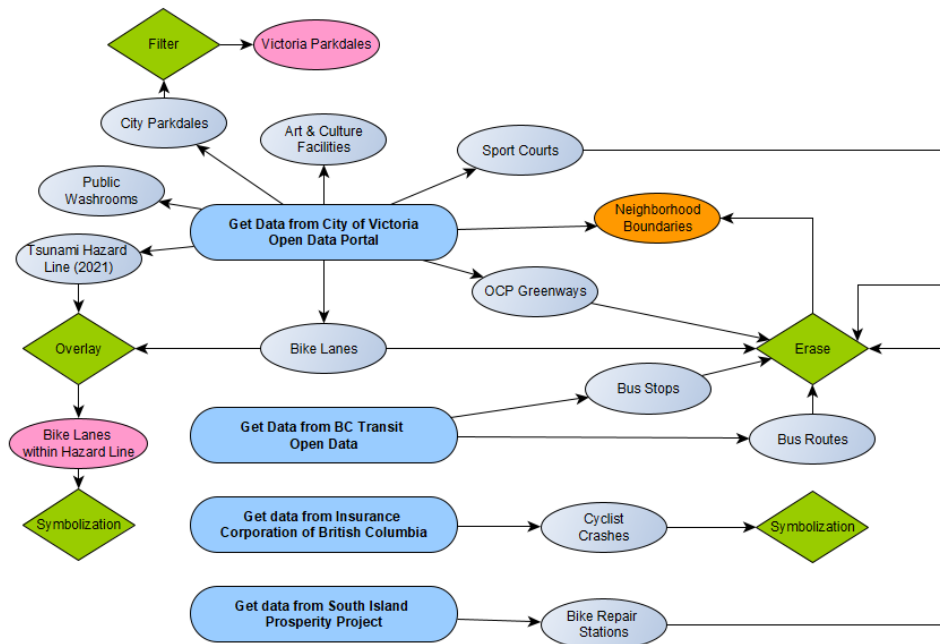 Filter
Victoria Parkdales
City Parkdales
Art & Culture
Facilities
Sport Courts
Public
Washrooms
Get Data from City of Victoria
Open Data Portal
Neighborhood
Boundaries
Tsunami Hazard
Line (2021)
OCP Greenways
Overlay
Bike Lanes
Erase
Bus Stops
Get Data from BC Transit
Open Data
Bus Routes
Bike Lanes
within Hazard Line
Symbolization
Get data from Insurance
Corporation of British Columbia
Cyclist
Crashes
Symbolization
Get data from South Island
Prosperity Project
Bike Repair
Stations